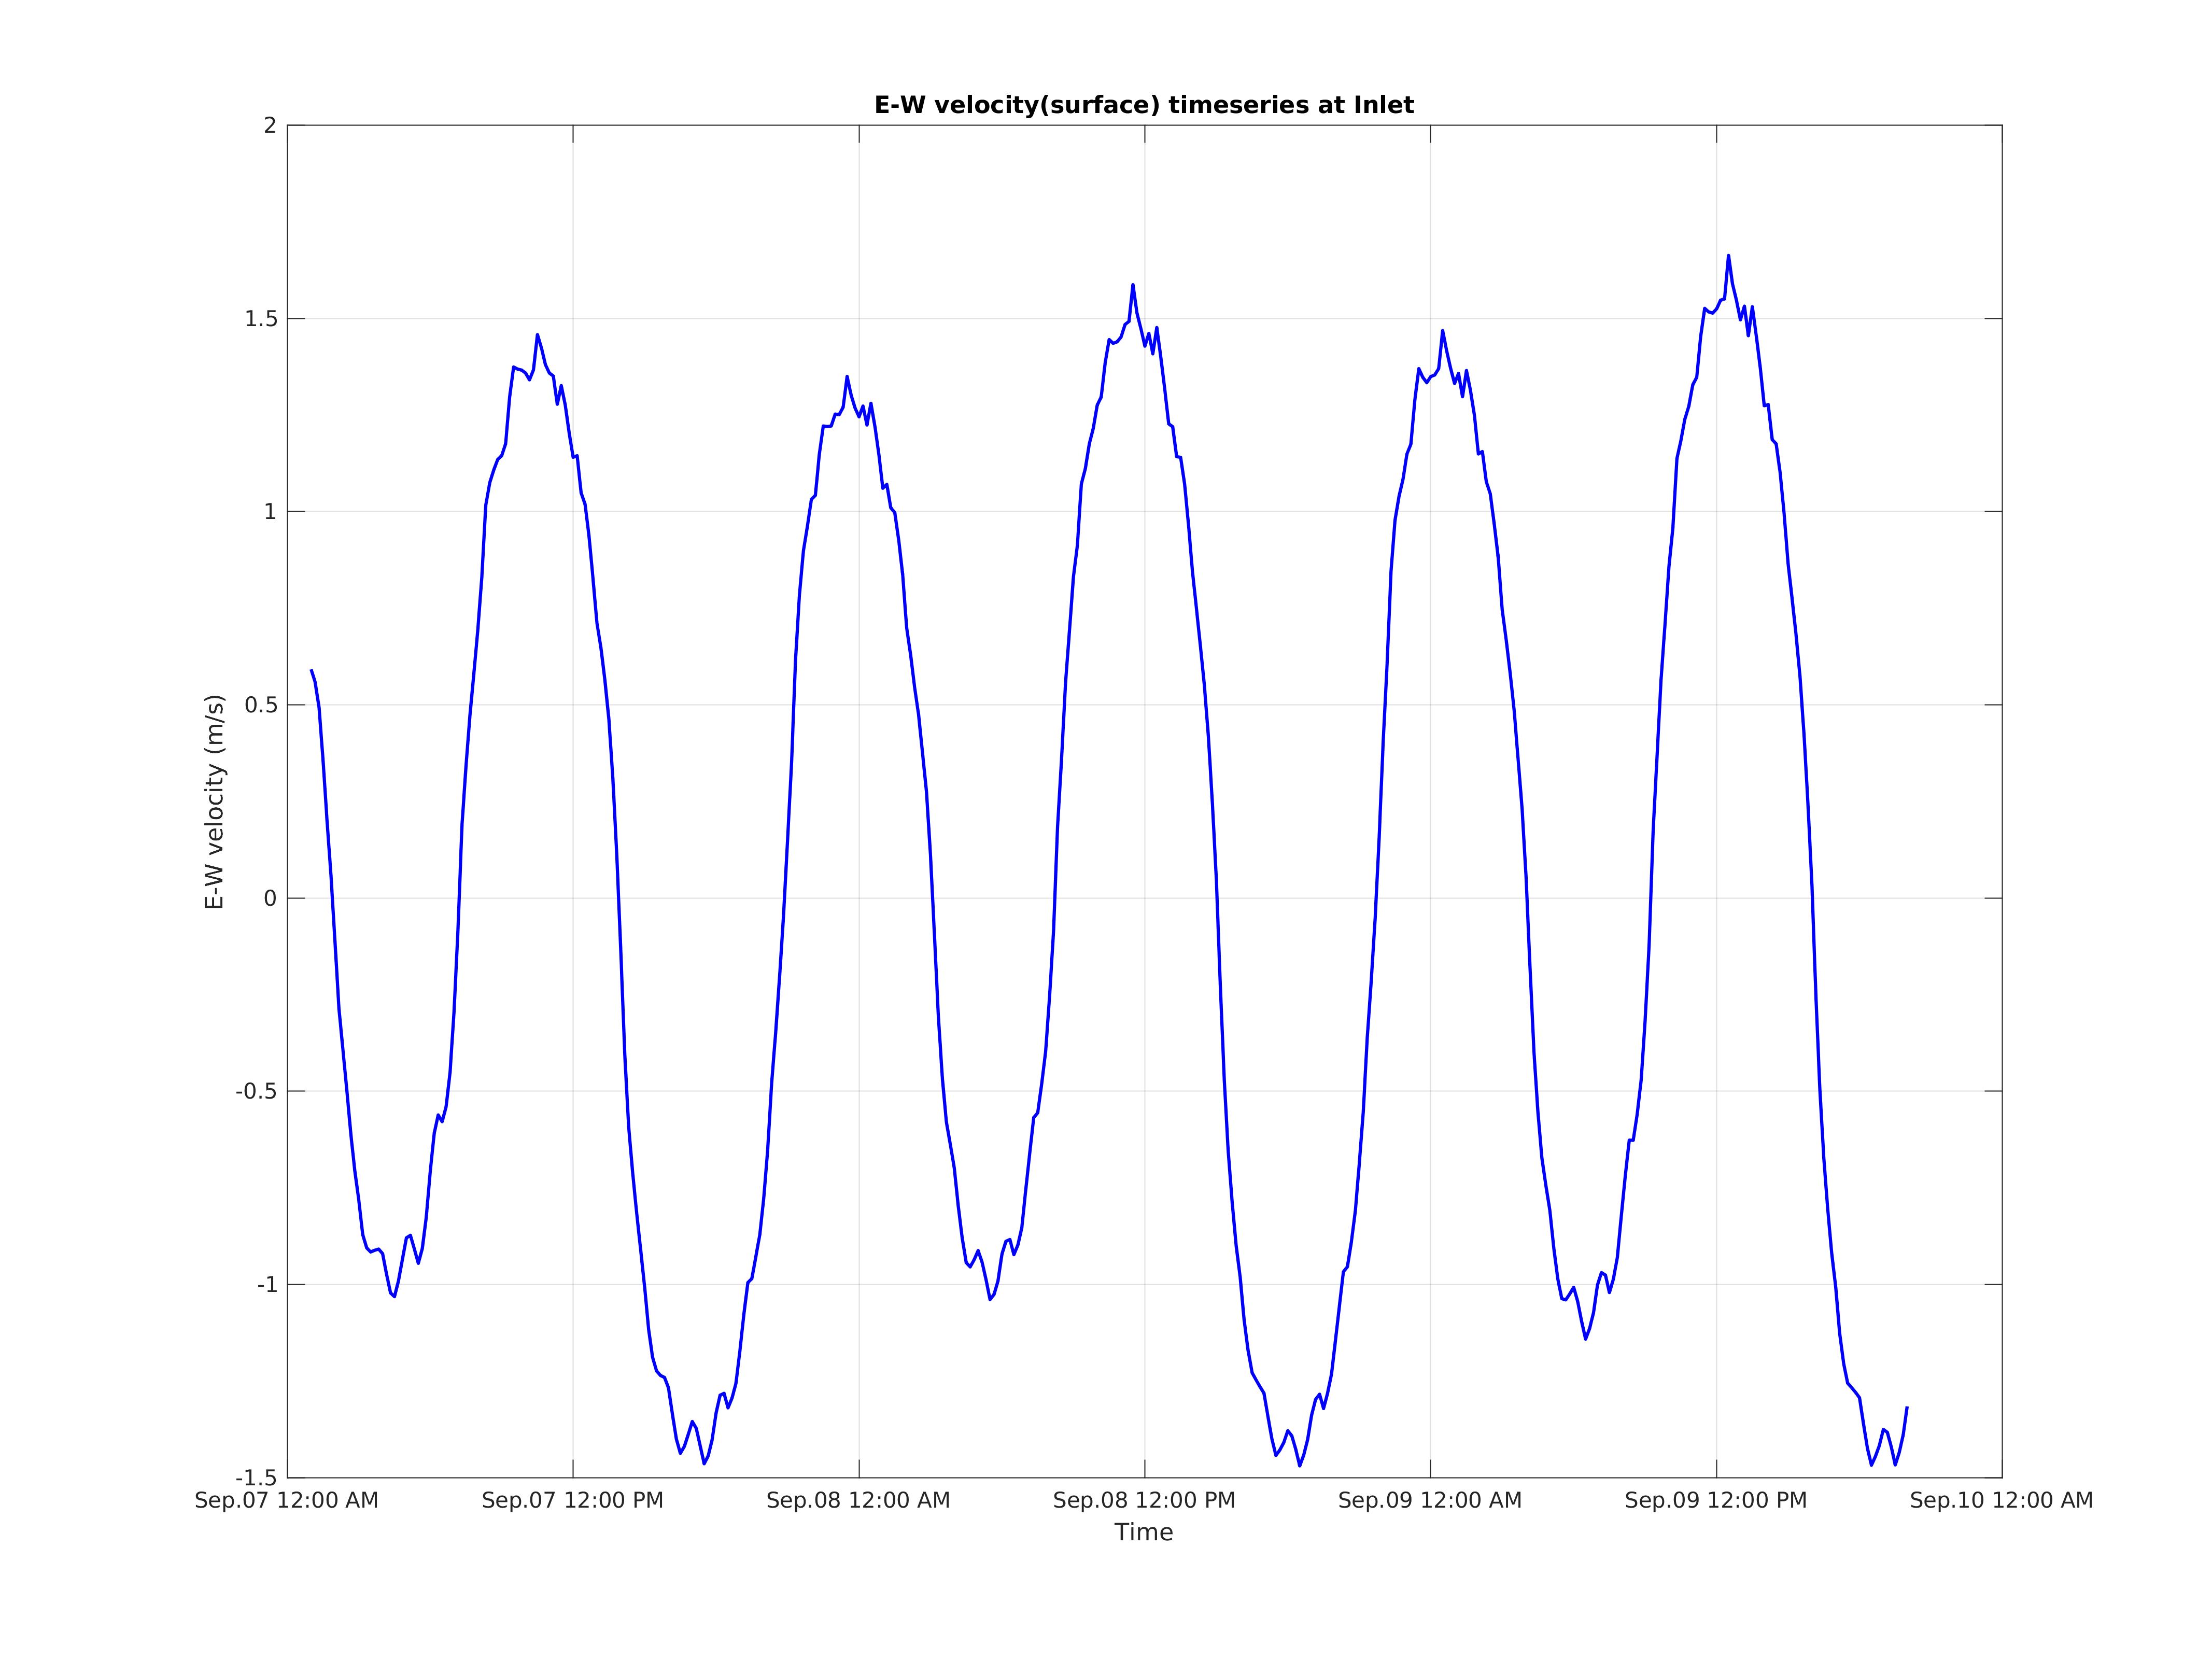 E-W velocity(surface) timeseries at Inlet
2
1.5
1
0.5
0
-0.5
-1
-1.5
E-W velocity (m/s)
Sep.07 12:00 AM
Sep.07 12:00 PM
Sep.08 12:00 AM
Sep.08 12:00 PM
Sep.09 12:00 AM
Sep.09 12:00 PM
Sep.10 12:00 AM
Time